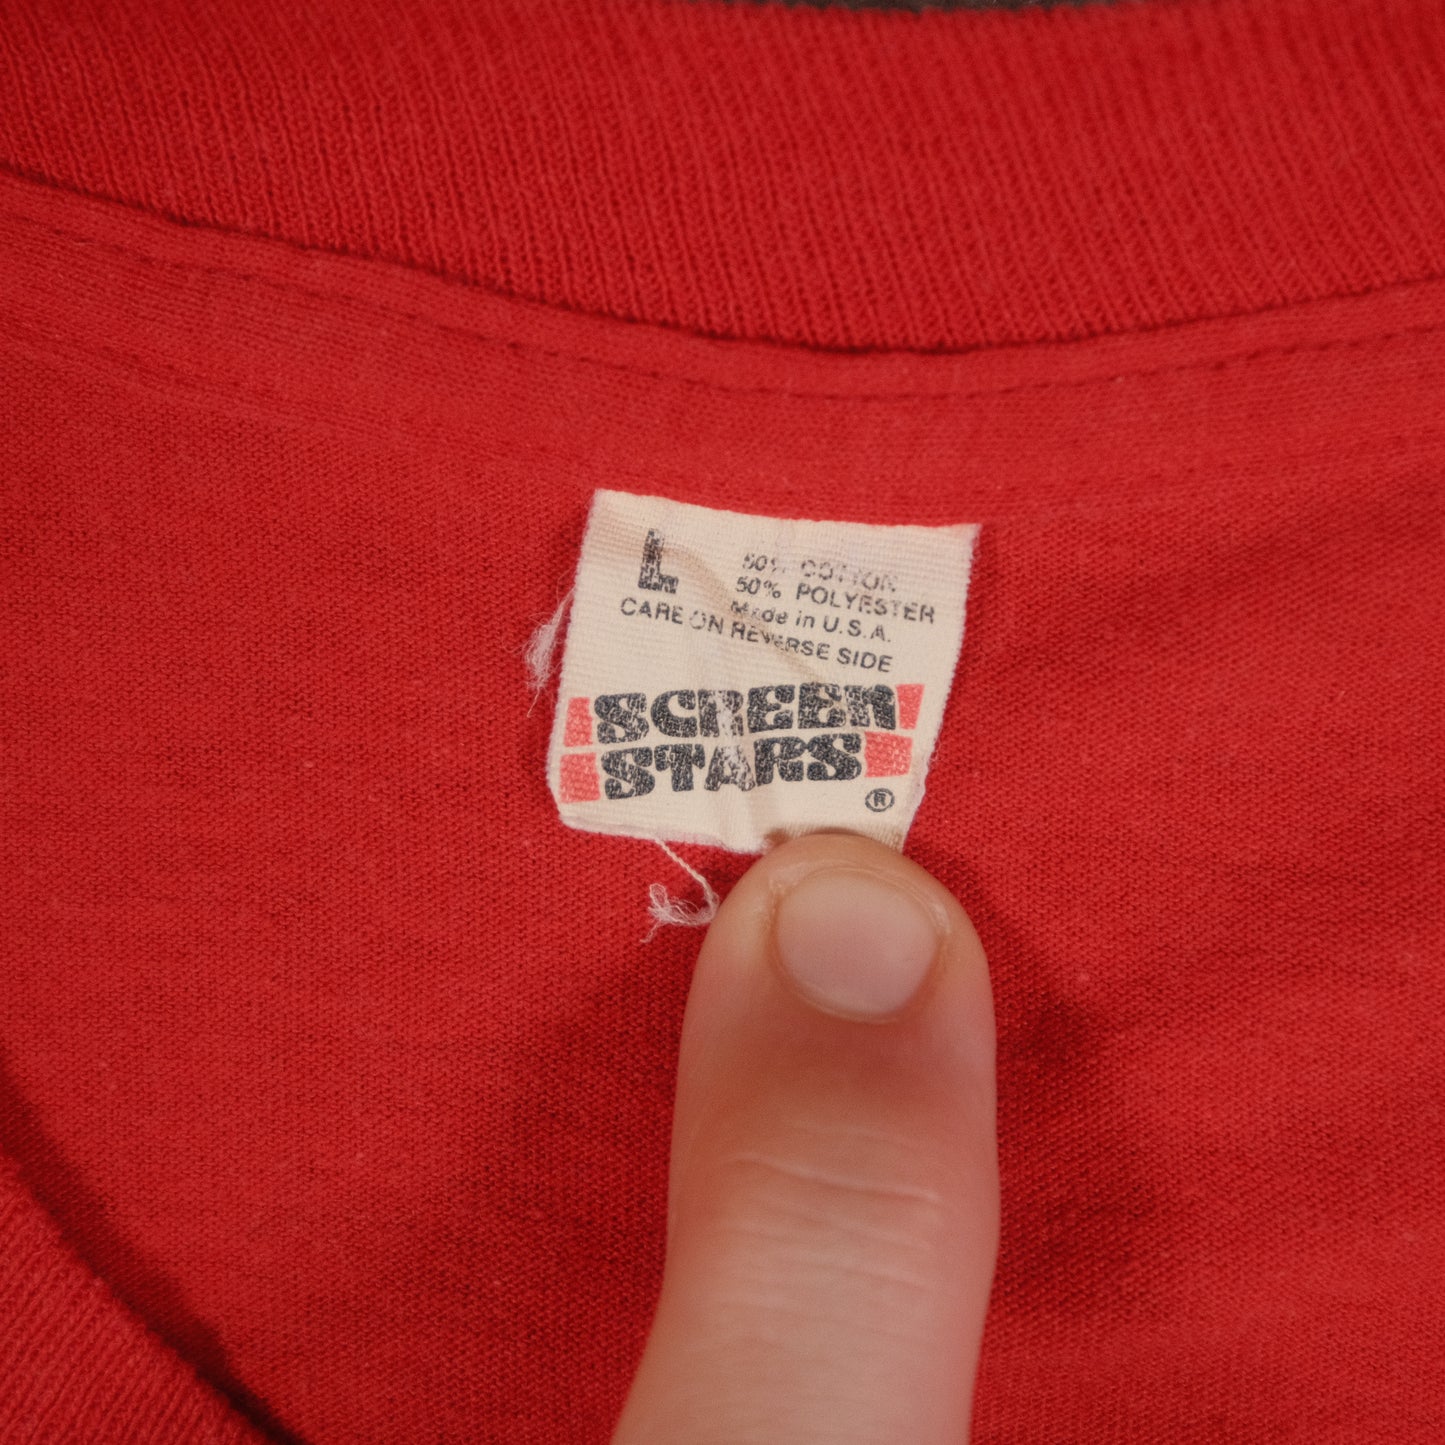 L
50% COTTON
50% POLYESTER
Made in U.S.A.
CARE ON REVERSE SIDE
SCREEN
STARS
®